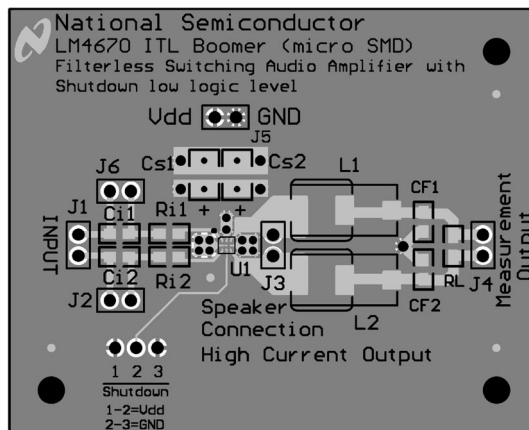 National Semiconductor
LM4670 ITL Boomer (micro SMD)
Filterless Switching Audio Amplifier with
Shutdown low logic level
Vdd GND
J5
Cs1 Cs2
J6 L1
J1 Ci1 Ri1 + + CF1
INPUT
U1
J3 RL J4
Measurement
Output
Ci2 Ri2
J2 CF2
Speaker
Connection L2
High Current Output
1 2 3
Shutdown
1-2=Vdd
2-3=GND